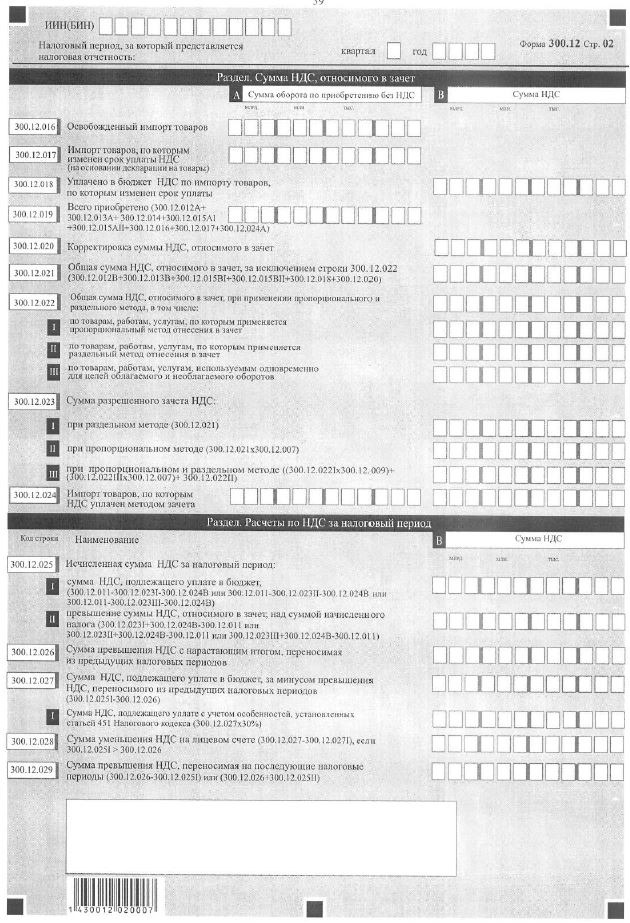 39
ИИН(БИН)
Налоговый период, за который представляется
налоговая отчетность:
квартал
год
Форма 300.12 Стр. 02
Раздел. Сумма НДС, относимого в зачет
A Сумма оборота по приобретению без НДС
B Сумма НДС
млрд. млн. тыс. млрд. млн. тыс.
300.12.016 Освобожденный импорт товаров
300.12.017 Импорт товаров, по которым
изменен срок уплаты НДС
(на основании декларации на товары)
300.12.018 Уплачено в бюджет НДС по импорту товаров,
по которым изменен срок уплаты
300.12.019 Всего приобретено (300.12.012A+
300.12.013A+ 300.12.014+300.12.015AI
+300.12.015AII+300.12.016+300.12.017+300.12.024A)
300.12.020 Корректировка суммы НДС, относимого в зачет
300.12.021 Общая сумма НДС, относимого в зачет, за исключением строки 300.12.022
(300.12.012B+300.12.013B+300.12.015BI+300.12.015BII+300.12.018+300.12.020)
300.12.022 Общая сумма НДС, относимого в зачет, при применении пропорционального и
раздельного метода, в том числе:
I по товарам, работам, услугам, по которым применяется
пропорциональный метод отнесения в зачет
II по товарам, работам, услугам, по которым применяется
раздельный метод отнесения в зачет
III по товарам, работам, услугам, используемым одновременно
для целей облагаемого и необлагаемого оборотов
300.12.023 Сумма разрешенного зачета НДС:
I при раздельном методе (300.12.021)
II при пропорциональном методе (300.12.021x300.12.007)
III при пропорциональном и раздельном методе ((300.12.022Ix300.12. 009)+
(300.12.022IIIx300.12.007)+ 300.12.022II)
300.12.024 Импорт товаров, по которым
НДС уплачен методом зачета
Раздел. Расчеты по НДС за налоговый период
Код строки Наименование B Сумма НДС
млрд. млн. тыс.
300.12.025 Исчисленная сумма НДС за налоговый период:
I сумма НДС, подлежащего уплате в бюджет,
(300.12.011-300.12.023I-300.12.024B или 300.12.011-300.12.023II-300.12.024B или
300.12.011-300.12.023III-300.12.024B)
II превышение суммы НДС, относимого в зачет, над суммой начисленного
налога (300.12.023I+300.12.024B-300.12.011 или
300.12.023II+300.12.024B-300.12.011 или 300.12.023III+300.12.024B-300.12.011)
300.12.026 Сумма превышения НДС с нарастающим итогом, переносимая
из предыдущих налоговых периодов
300.12.027 Сумма НДС, подлежащего уплате в бюджет, за минусом превышения
НДС, переносимого из предыдущих налоговых периодов
(300.12.025I-300.12.026)
I Сумма НДС, подлежащего уплате с учетом особенностей, установленных
статьей 451 Налогового кодекса (300.12.027x30%)
300.12.028 Сумма уменьшения НДС на лицевом счете (300.12.027-300.12.027I), если
300.12.025I > 300.12.026
300.12.029 Сумма превышения НДС, переносимая на последующие налоговые
периоды (300.12.026-300.12.025I) или (300.12.026+300.12.025II)
1 430012 020007